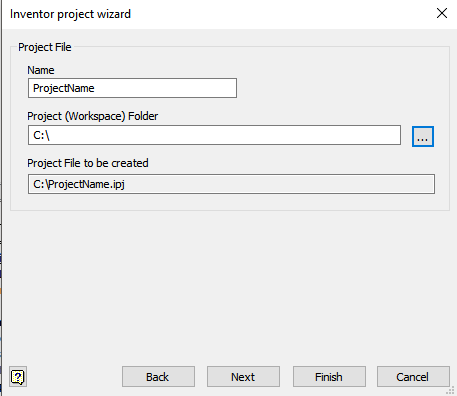 Inventor project wizard
Project File
Name
ProjectName
Project (Workspace) Folder
C:\
...
Project File to be created
C:\ProjectName.ipj
Back Next Finish Cancel